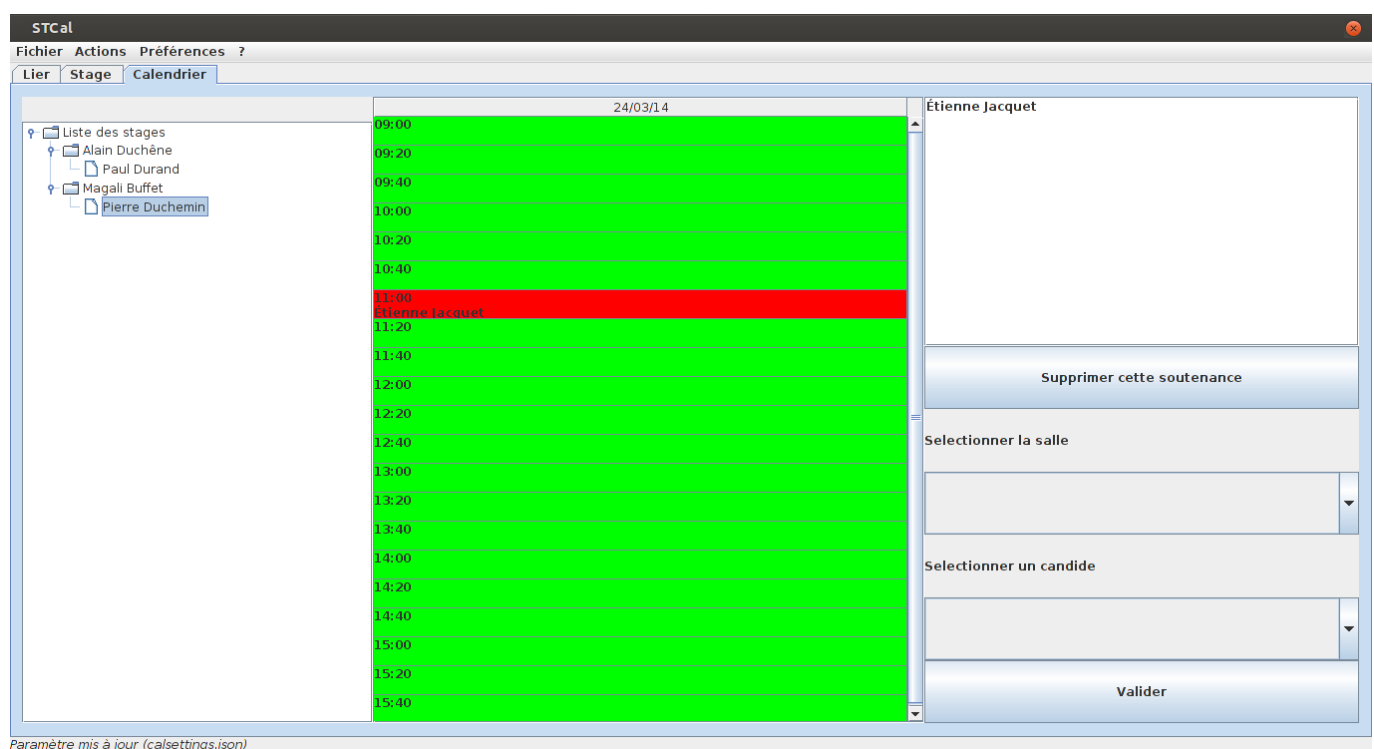 STCal
Fichier Actions Préférences ?
Lier Stage Calendrier
Liste des stages
Alain Duchêne
Paul Durand
Magali Buffet
Pierre Duchemin
24/03/14
09:00
09:20
09:40
10:00
10:20
10:40
11:00
Étienne Jacquet
11:20
11:40
12:00
12:20
12:40
13:00
13:20
13:40
14:00
14:20
14:40
15:00
15:20
15:40
Étienne Jacquet
Supprimer cette soutenance
Selectionner la salle
Selectionner un candide
Valider
Paramètre mis à jour (calsettings.json)